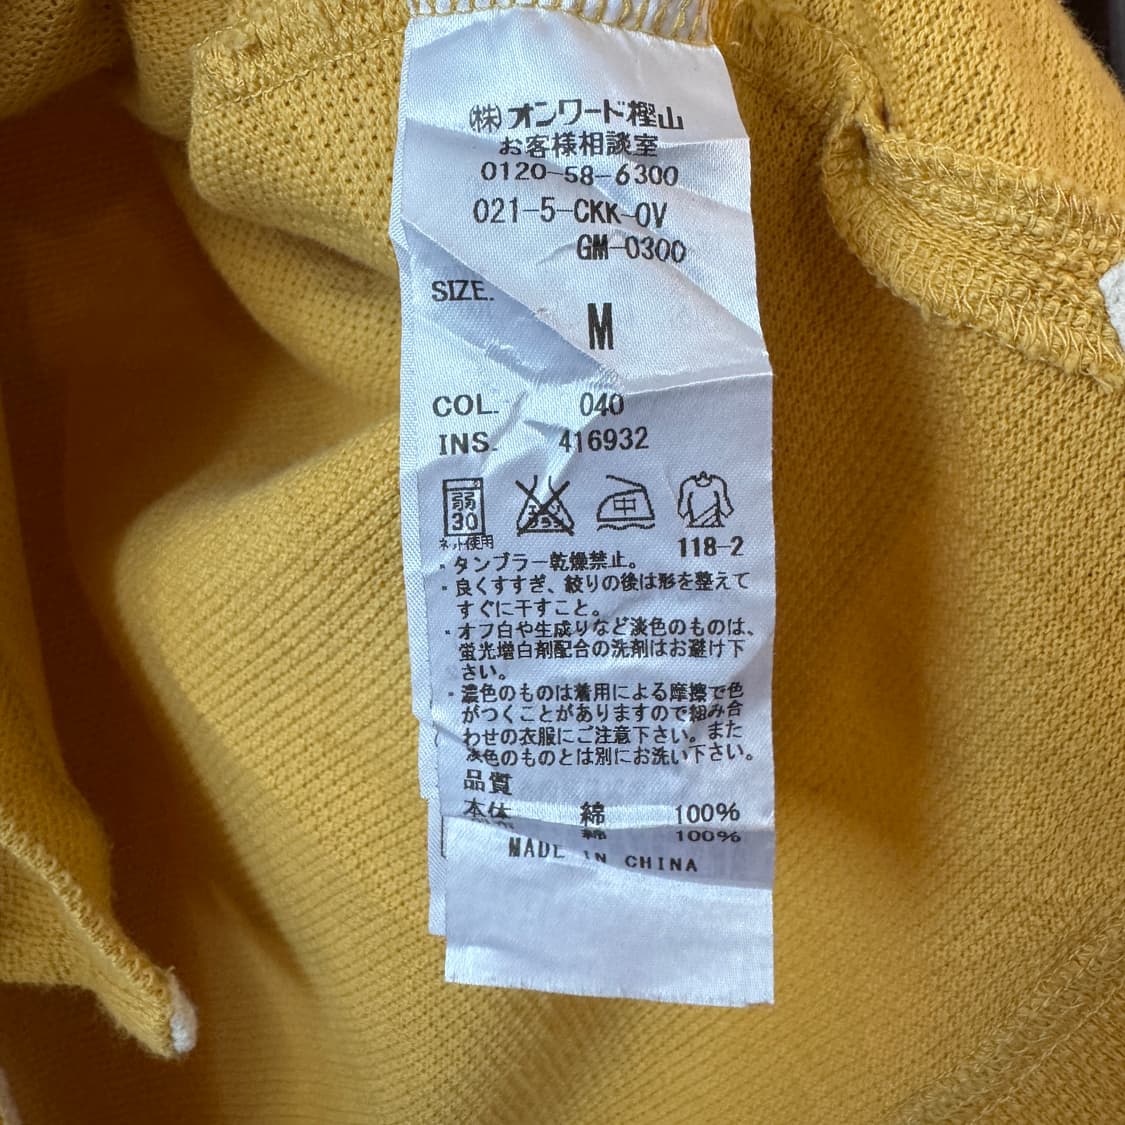 ㈱オンワード樫山
お客様相談室
0120-58-6300
021-5-CKK-OV
GM-0300
SIZE.
M
COL. 040
INS. 416932
弱
30
中
ネット使用
118-2
・タンブラー乾燥禁止。
・良くすすぎ、絞りの後は形を整えて
すぐに干すこと。
・オフ白や生成りなど淡色のものは、
蛍光増白剤配合の洗剤はお避け下
さい。
・濃色のものは着用による摩擦で色
がつくことがありますので組み合
わせの衣服にご注意下さい。また
淡色のものとは別にお洗い下さい。
品質
本体 綿 100%
綿 100%
MADE IN CHINA